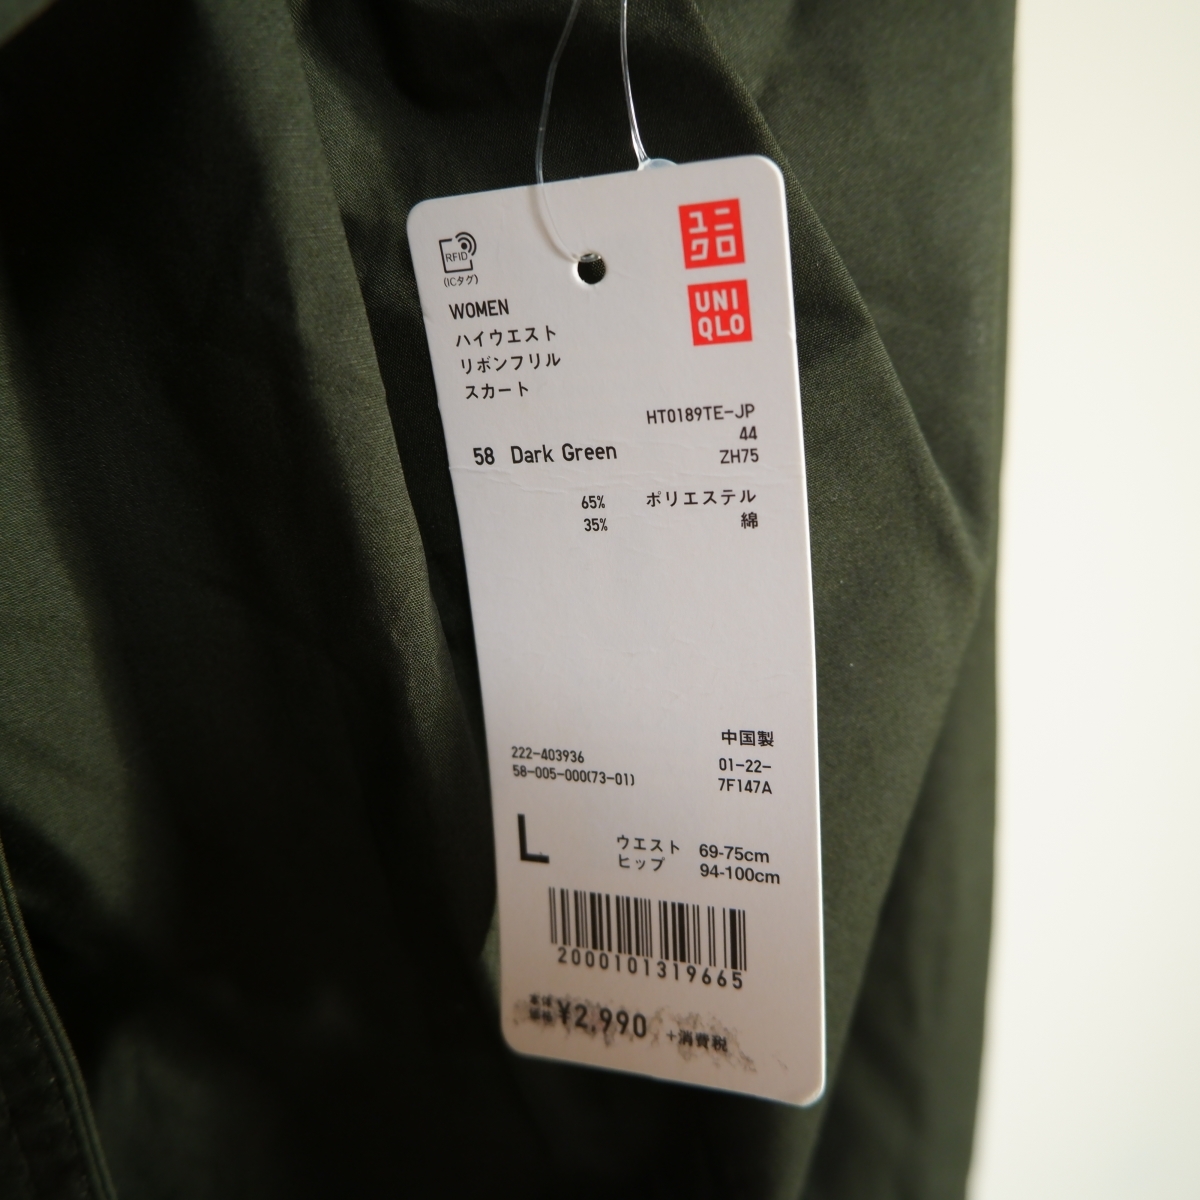 ユニ
クロ
UNI
QLO
RFID
(ICタグ)
WOMEN
ハイウエスト
リボンフリル
スカート
HT0189TE-JP
44
58 Dark Green
ZH75
65% ポリエステル
35% 綿
中国製
222-403936
01-22-
58-005-000(73-01)
7F147A
L
ウエスト 69-75cm
ヒップ 94-100cm
2000101319665
¥2,990 +消費税